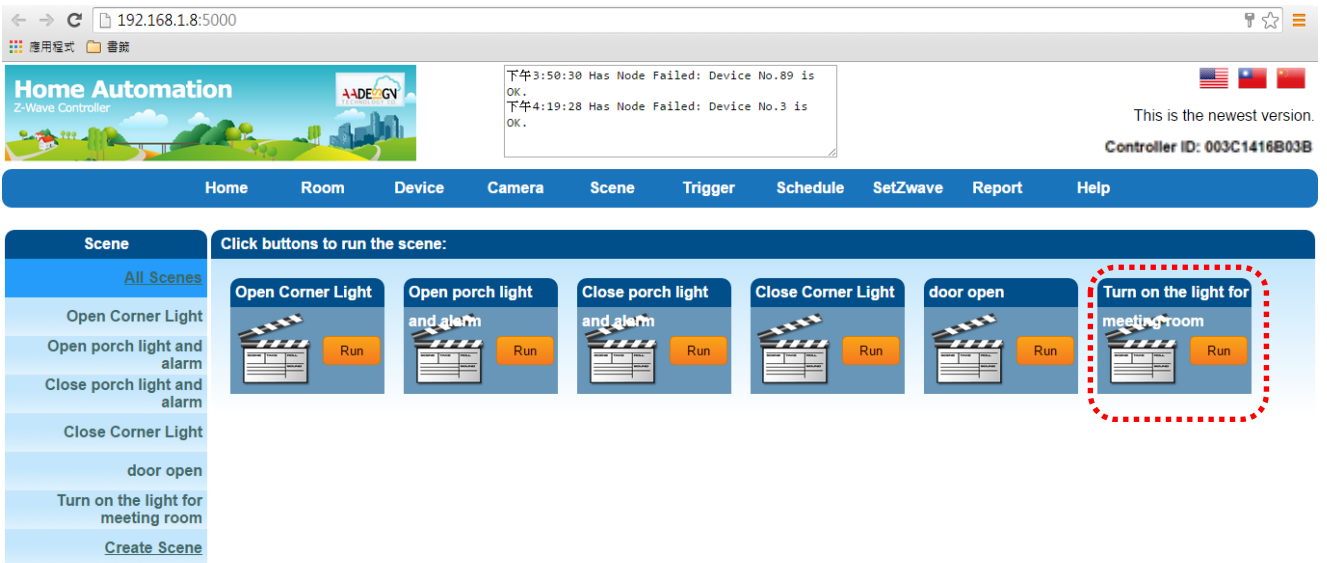 192.168.1.8:5000
應用程式 書籤
Home Automation
Z-Wave Controller
AADEOGV
TECHNOLOGY CO.
下午3:50:30 Has Node Failed: Device No.89 is
OK.
下午4:19:28 Has Node Failed: Device No.3 is
OK.
This is the newest version.
Controller ID: 003C1416B03B
Home Room Device Camera Scene Trigger Schedule SetZwave Report Help
Scene
All Scenes
Open Corner Light
Open porch light and
alarm
Close porch light and
alarm
Close Corner Light
door open
Turn on the light for
meeting room
Create Scene
Click buttons to run the scene:
Open Corner Light
Run
Open porch light
and alarm
Run
Close porch light
and alarm
Run
Close Corner Light
Run
door open
Run
Turn on the light for
meeting room
Run